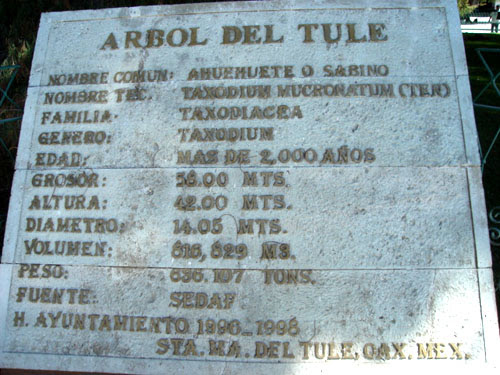 ARBOL DEL TULE
NOMBRE COMUN: AHUEHUETE O SABINO
NOMBRE TEC. TAXODIUM MUCRONATUM (TEN)
FAMILIA: TAXODIACEA
GENERO: TAXODIUM
EDAD: MAS DE 2,000 AÑOS
GROSOR: 58.00 MTS.
ALTURA: 42.00 MTS.
DIAMETRO: 14.05 MTS.
VOLUMEN: 816,829 M3.
PESO: 636.107 TONS.
FUENTE: SEDAF
H. AYUNTAMIENTO 1996_1998
STA. MA. DEL TULE, OAX. MEX.